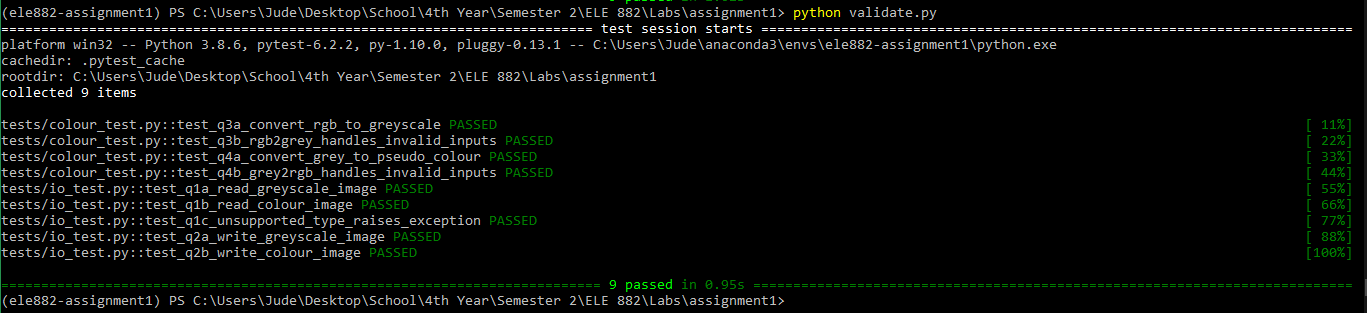 (ele882-assignment1) PS C:\Users\Jude\Desktop\School\4th Year\Semester 2\ELE 882\Labs\assignment1> python validate.py
============================================================================= test session starts =============================================================================
platform win32 -- Python 3.8.6, pytest-6.2.2, py-1.10.0, pluggy-0.13.1 -- C:\Users\Jude\anaconda3\envs\ele882-assignment1\python.exe
cachedir: .pytest_cache
rootdir: C:\Users\Jude\Desktop\School\4th Year\Semester 2\ELE 882\Labs\assignment1
collected 9 items
tests/colour_test.py::test_q3a_convert_rgb_to_greyscale PASSED [ 11%]
tests/colour_test.py::test_q3b_rgb2grey_handles_invalid_inputs PASSED [ 22%]
tests/colour_test.py::test_q4a_convert_grey_to_pseudo_colour PASSED [ 33%]
tests/colour_test.py::test_q4b_grey2rgb_handles_invalid_inputs PASSED [ 44%]
tests/io_test.py::test_q1a_read_greyscale_image PASSED [ 55%]
tests/io_test.py::test_q1b_read_colour_image PASSED [ 66%]
tests/io_test.py::test_q1c_unsupported_type_raises_exception PASSED [ 77%]
tests/io_test.py::test_q2a_write_greyscale_image PASSED [ 88%]
tests/io_test.py::test_q2b_write_colour_image PASSED [100%]
============================================================================== 9 passed in 0.95s ==============================================================================
(ele882-assignment1) PS C:\Users\Jude\Desktop\School\4th Year\Semester 2\ELE 882\Labs\assignment1>